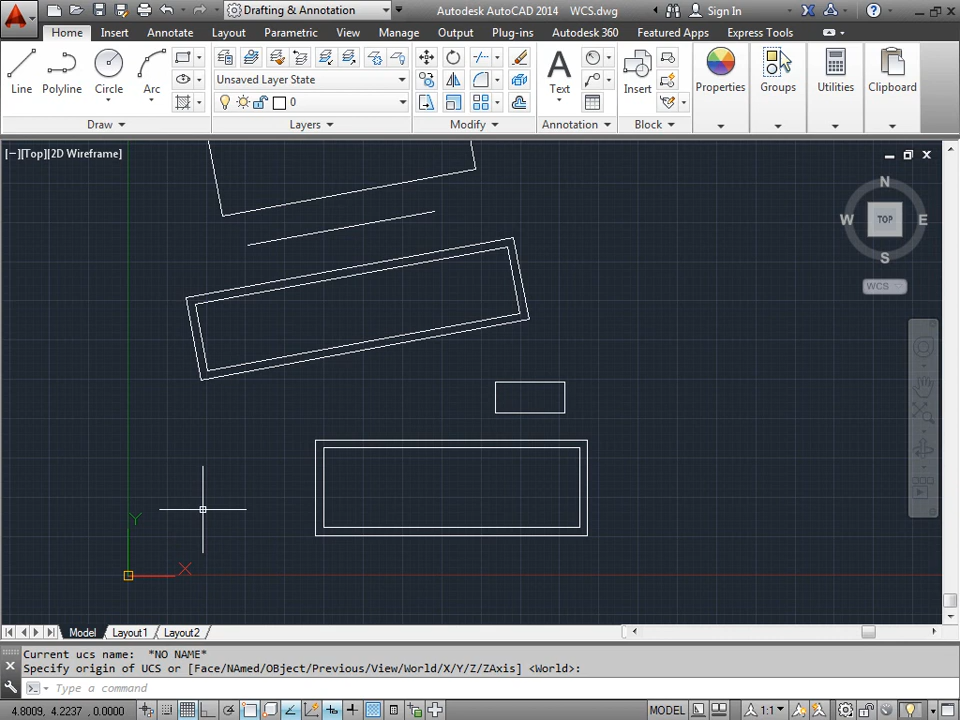 Drafting & Annotation
Autodesk AutoCAD 2014 WCS.dwg
Sign In
Home Insert Annotate Layout Parametric View Manage Output Plug-ins Autodesk 360 Featured Apps Express Tools
Line Polyline Circle Arc
Unsaved Layer State
0
Text
Insert
Properties Groups Utilities Clipboard
Draw Layers Modify Annotation Block
[−][Top][2D Wireframe]
N
W TOP E
S
WCS
Y
X
Model Layout1 Layout2
Current ucs name: *NO NAME*
Specify origin of UCS or [Face/NAmed/OBject/Previous/View/World/X/Y/Z/ZAxis] <World>:
Type a command
4.8009, 4.2237 , 0.0000
MODEL
1:1